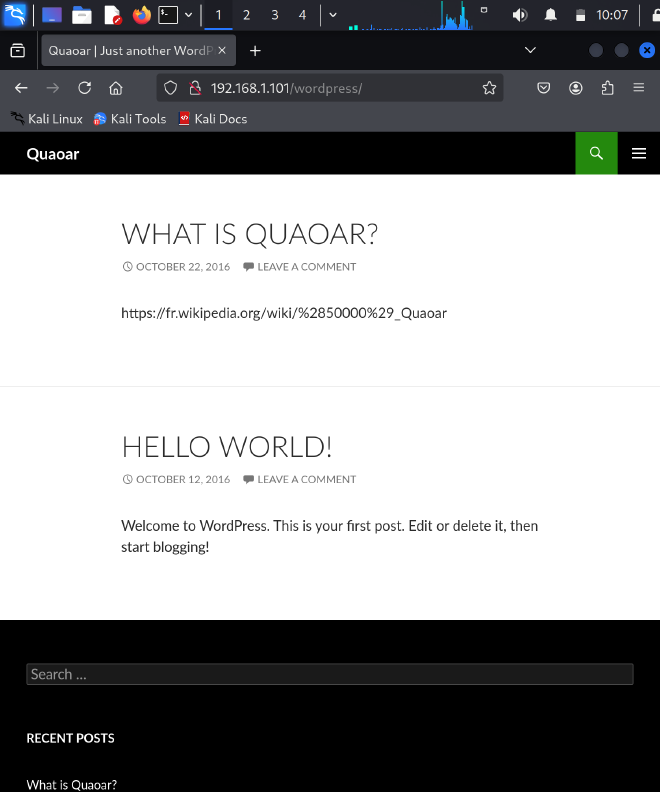 1 2 3 4 10:07
Quaoar | Just another WordP
192.168.1.101/wordpress/
Kali Linux Kali Tools Kali Docs
Quaoar
WHAT IS QUAOAR?
OCTOBER 22, 2016 LEAVE A COMMENT
https://fr.wikipedia.org/wiki/%2850000%29_Quaoar
HELLO WORLD!
OCTOBER 12, 2016 LEAVE A COMMENT
Welcome to WordPress. This is your first post. Edit or delete it, then
start blogging!
Search …
RECENT POSTS
What is Quaoar?